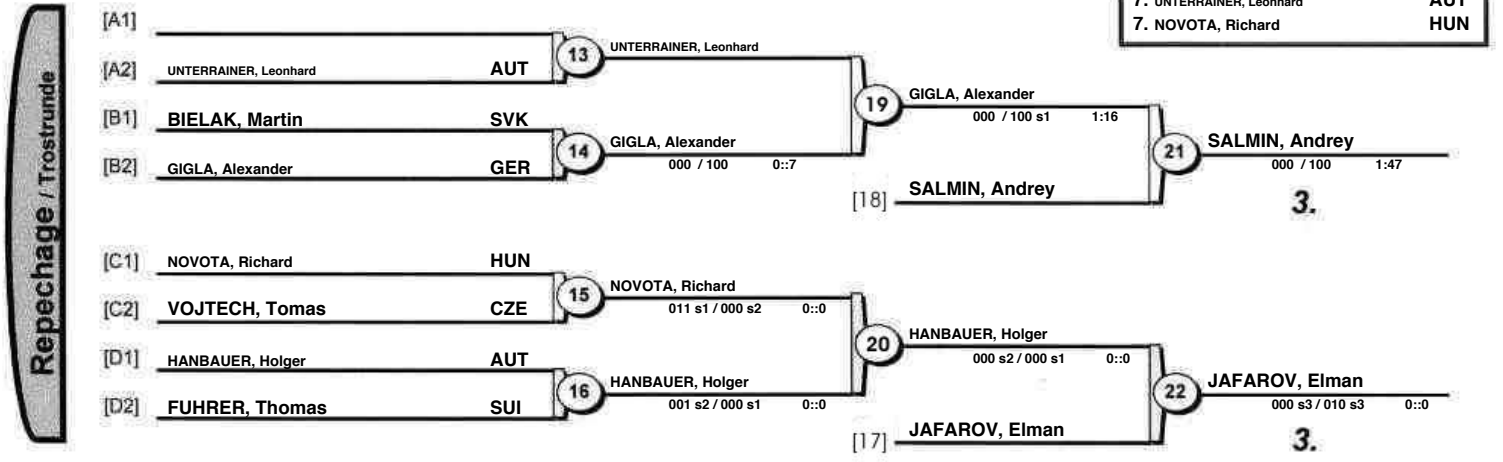 7. UNTERRAINER, Leonhard AUT
7. NOVOTA, Richard HUN
Repechage / Trostrunde
[A1]
[A2] UNTERRAINER, Leonhard AUT
13 UNTERRAINER, Leonhard
[B1] BIELAK, Martin SVK
[B2] GIGLA, Alexander GER
14 GIGLA, Alexander
000 / 100 0::7
19 GIGLA, Alexander
000 / 100 s1 1:16
[18] SALMIN, Andrey
21 SALMIN, Andrey
000 / 100 1:47
3.
[C1] NOVOTA, Richard HUN
[C2] VOJTECH, Tomas CZE
15 NOVOTA, Richard
011 s1 / 000 s2 0::0
[D1] HANBAUER, Holger AUT
[D2] FUHRER, Thomas SUI
16 HANBAUER, Holger
001 s2 / 000 s1 0::0
20 HANBAUER, Holger
000 s2 / 000 s1 0::0
[17] JAFAROV, Elman
22 JAFAROV, Elman
000 s3 / 010 s3 0::0
3.